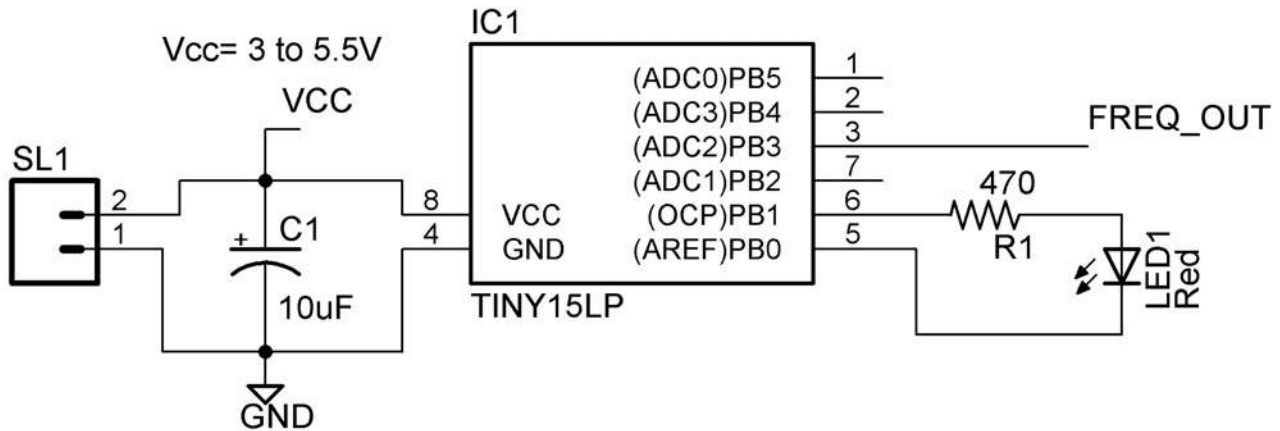 IC1
Vcc= 3 to 5.5V
VCC
SL1
2
1
C1
+
10uF
GND
8
4
VCC
GND
TINY15LP
(ADC0)PB5
(ADC3)PB4
(ADC2)PB3
(ADC1)PB2
(OCP)PB1
(AREF)PB0
1
2
3
7
6
5
FREQ_OUT
470
R1
LED1
Red